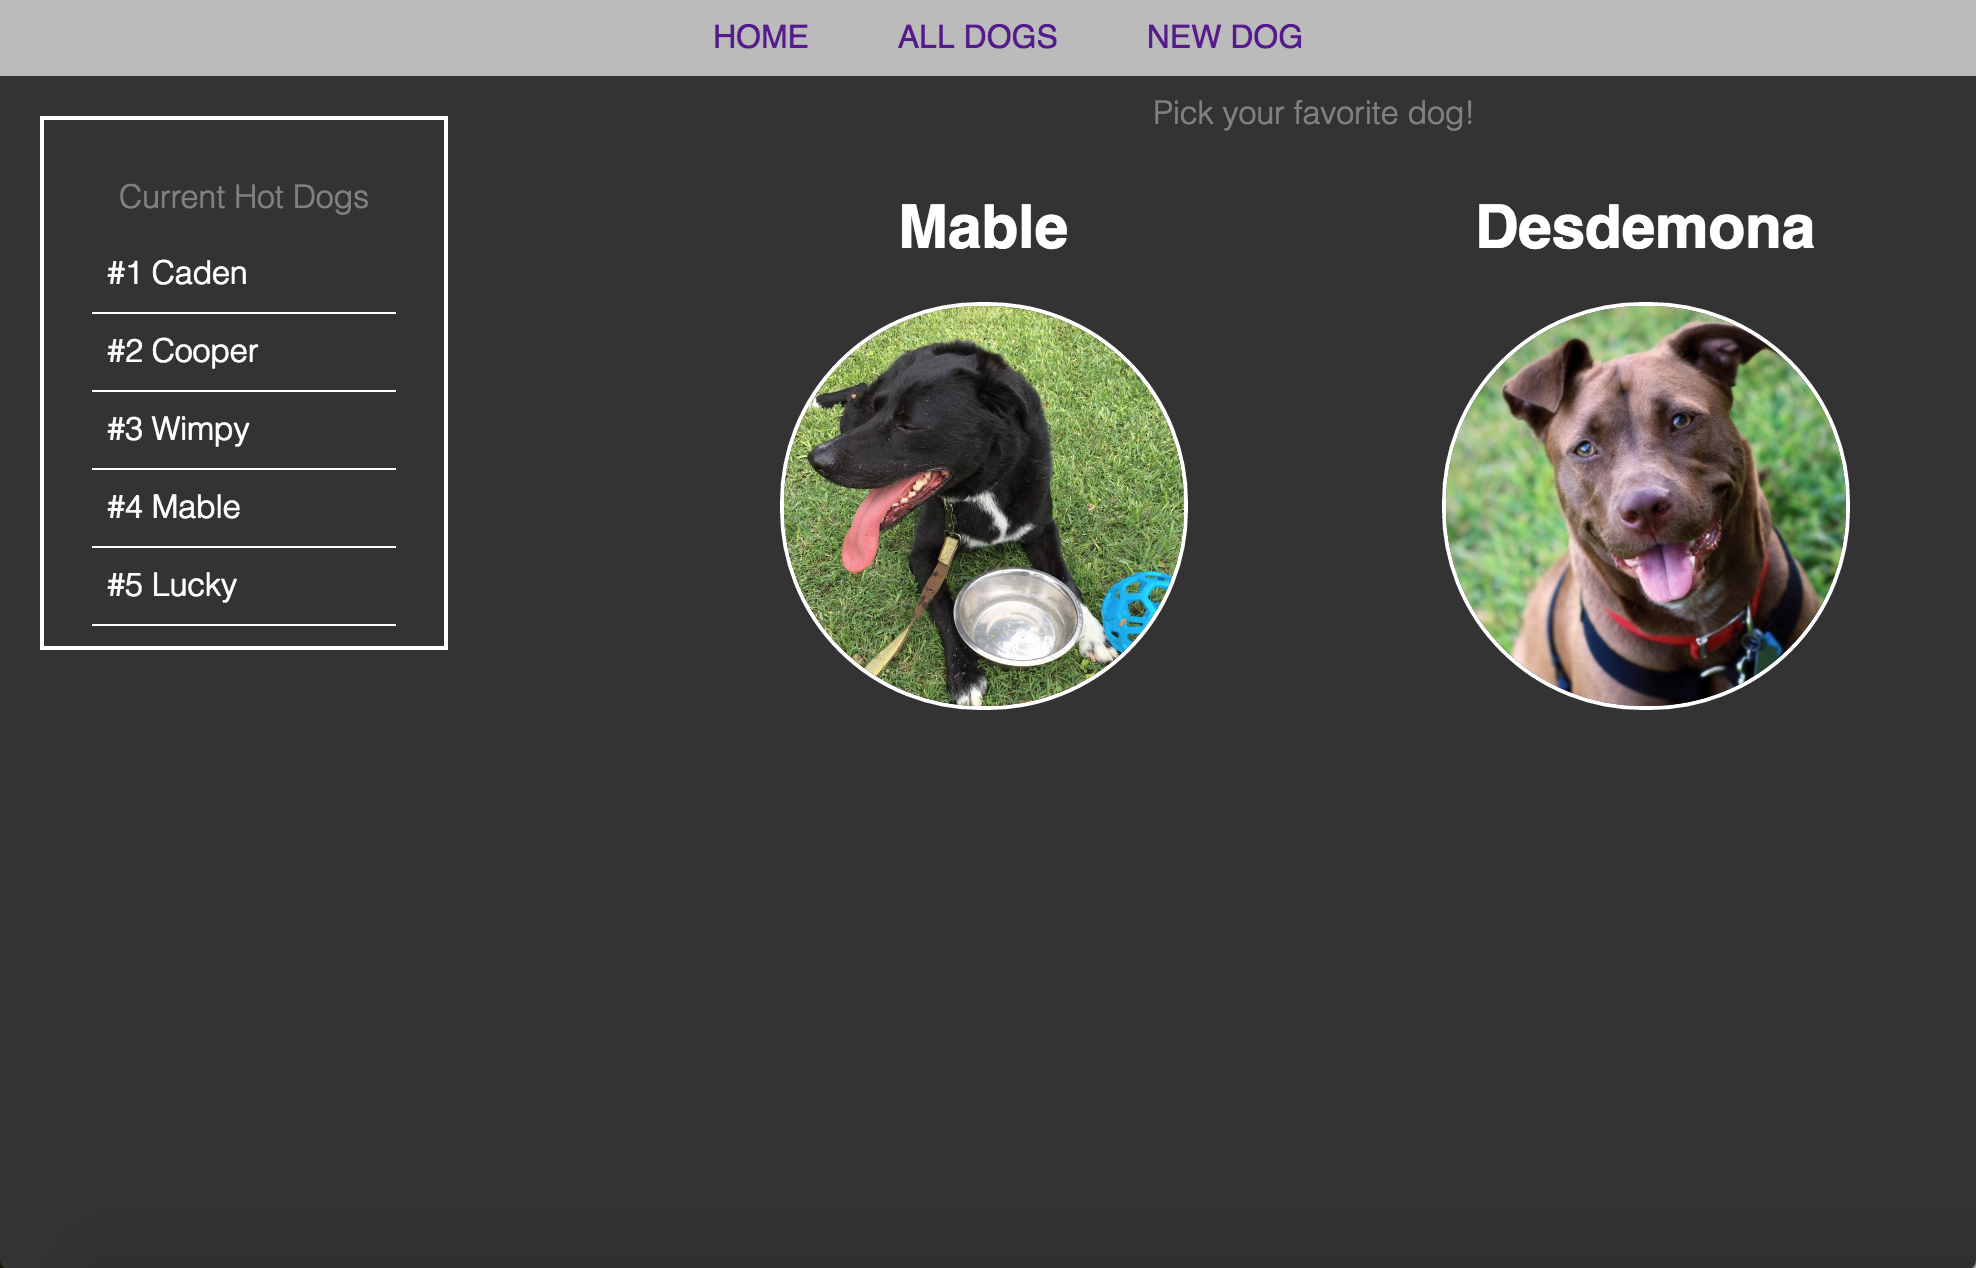 HOME ALL DOGS NEW DOG
Pick your favorite dog!
Current Hot Dogs
#1 Caden
#2 Cooper
#3 Wimpy
#4 Mable
#5 Lucky
Mable
Desdemona